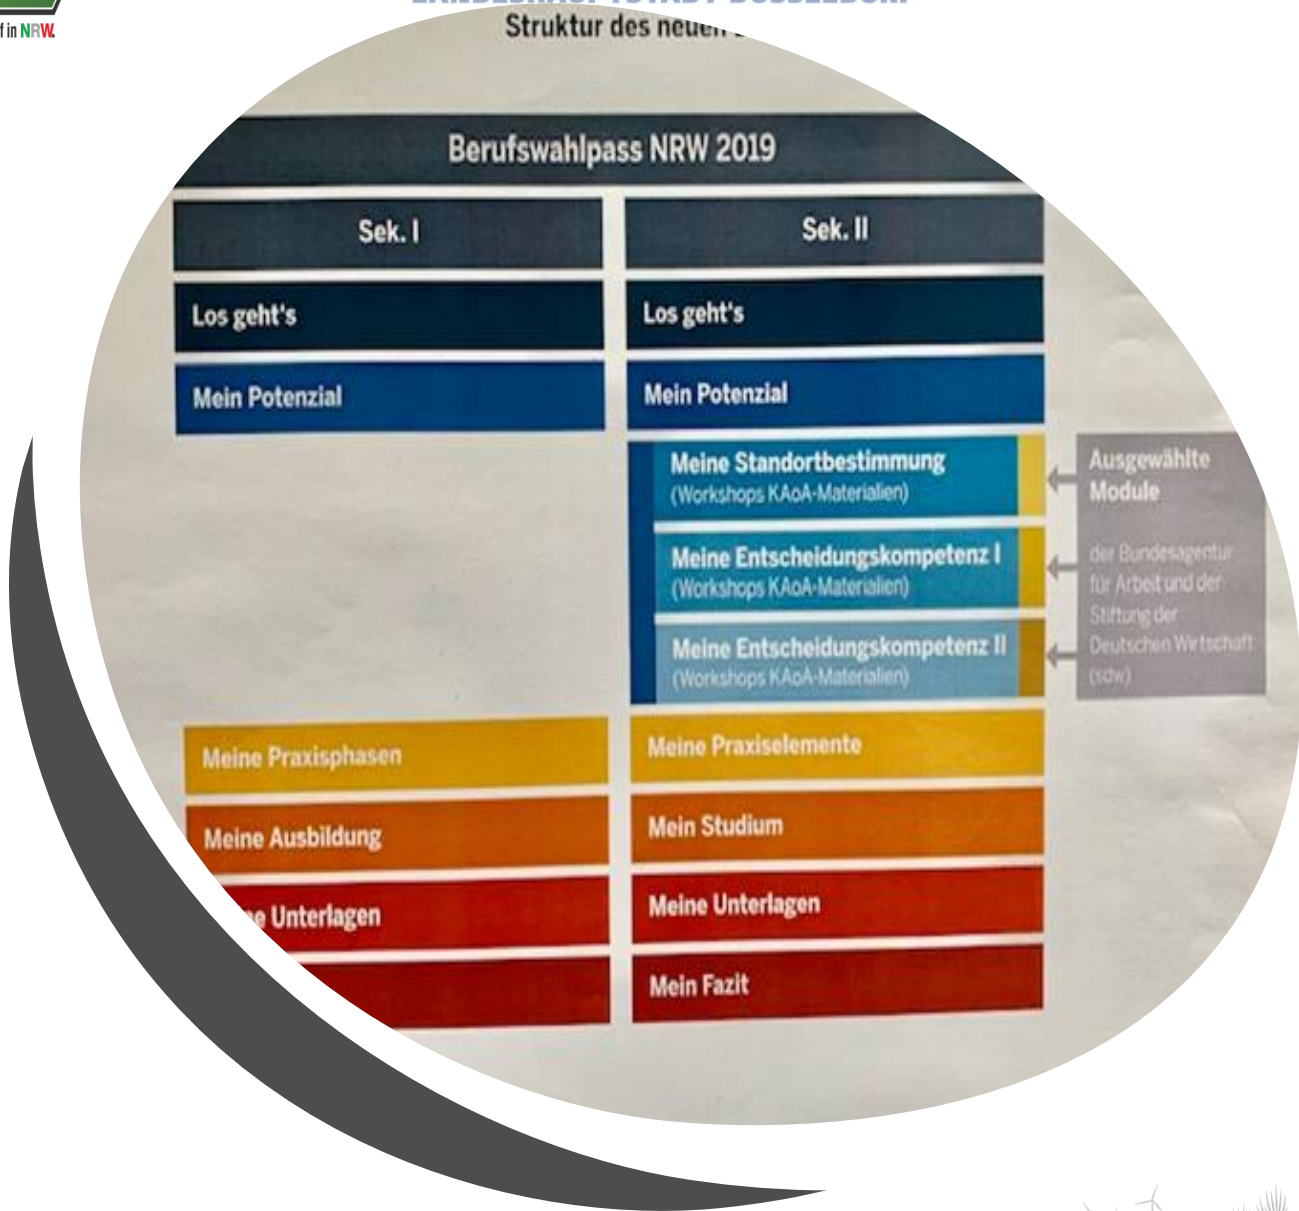 f in NRW.
LANDESHAUPTSTADT DÜSSELDORF
Struktur des neuen
Berufswahlpass NRW 2019
Sek. I
Sek. II
Los geht's
Los geht's
Mein Potenzial
Mein Potenzial
Meine Standortbestimmung
(Workshops KAoA-Materialien)
Meine Entscheidungskompetenz I
(Workshops KAoA-Materialien)
Meine Entscheidungskompetenz II
(Workshops KAoA-Materialien)
Ausgewählte
Module
der Bundesagentur
für Arbeit und der
Stiftung der
Deutschen Wirtschaft
(sdw)
Meine Praxisphasen
Meine Praxiselemente
Meine Ausbildung
Mein Studium
ne Unterlagen
Meine Unterlagen
Mein Fazit